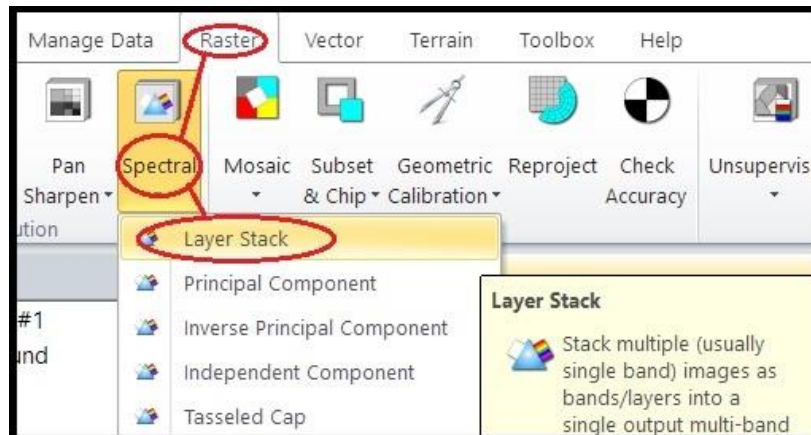 Manage Data Raster Vector Terrain Toolbox Help
Pan Spectral Mosaic Subset Geometric Reproject Check Unsupervis
Sharpen & Chip Calibration Accuracy
ution
Layer Stack
Principal Component
#1
Inverse Principal Component
und
Independent Component
Tasseled Cap
Layer Stack
Stack multiple (usually
single band) images as
bands/layers into a
single output multi-band